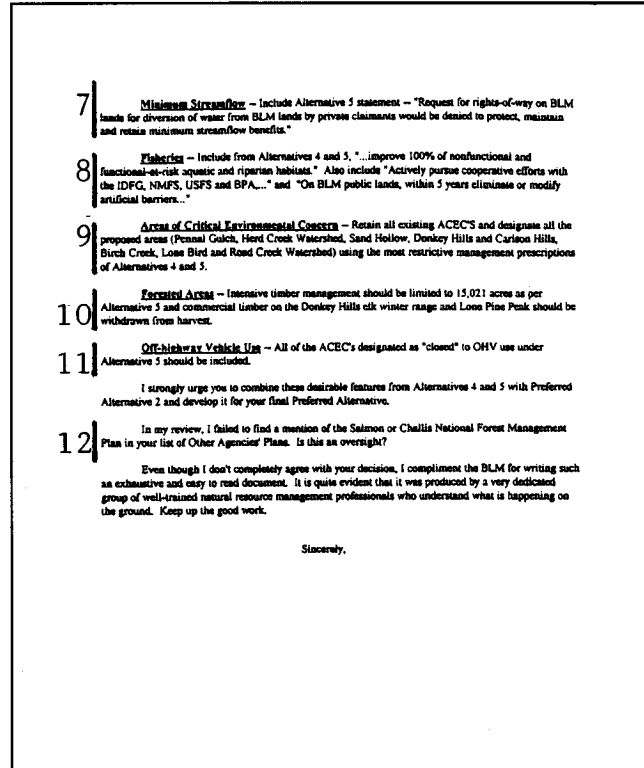 7 Minimum Streamflow -- Include Alternative 5 statement -- "Request for rights-of-way on BLM
lands for diversion of water from BLM lands by private claimants would be denied to protect, maintain
and retain minimum streamflow benefits."
8 Fisheries -- Include from Alternatives 4 and 5, "...improve 100% of nonfunctional and
functional-at-risk aquatic and riparian habitats." Also include "Actively pursue cooperative efforts with
the IDFG, NMFS, USFS and BPA,..." and "On BLM public lands, within 5 years eliminate or modify
artificial barriers..."
9 Areas of Critical Environmental Concern -- Retain all existing ACEC'S and designate all the
proposed areas (Pennal Gulch, Herd Creek Watershed, Sand Hollow, Donkey Hills and Carlson Hills,
Birch Creek, Lone Bird and Road Creek Watershed) using the most restrictive management prescriptions
of Alternatives 4 and 5.
10 Forested Areas -- Intensive timber management should be limited to 15,021 acres as per
Alternative 5 and commercial timber on the Donkey Hills elk winter range and Lone Pine Peak should be
withdrawn from harvest.
11 Off-highway Vehicle Use -- All of the ACEC's designated as "closed" to OHV use under
Alternative 5 should be included.
I strongly urge you to combine these desirable features from Alternatives 4 and 5 with Preferred
Alternative 2 and develop it for your final Preferred Alternative.
12 In my review, I failed to find a mention of the Salmon or Challis National Forest Management
Plan in your list of Other Agencies' Plans. Is this an oversight?
Even though I don't completely agree with your decision, I compliment the BLM for writing such
an exhaustive and easy to read document. It is quite evident that it was produced by a very dedicated
group of well-trained natural resource management professionals who understand what is happening on
the ground. Keep up the good work.
Sincerely,